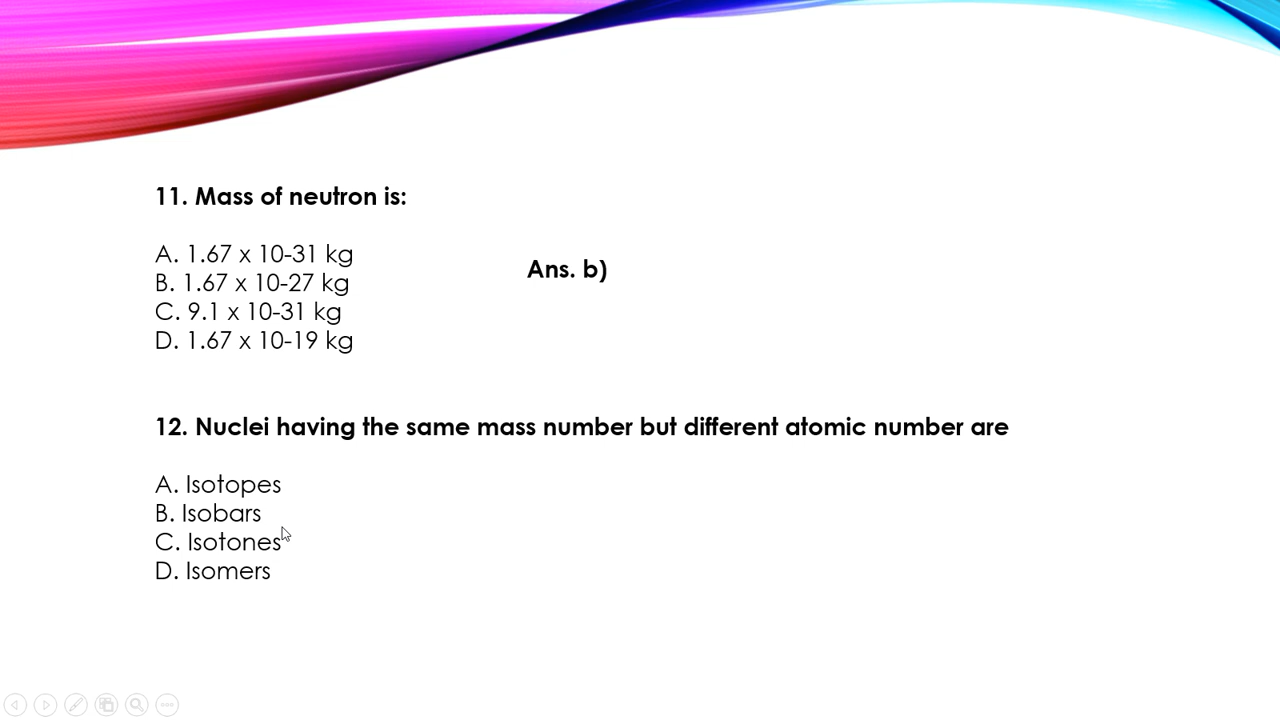 11. Mass of neutron is:
A. 1.67 x 10-31 kg
B. 1.67 x 10-27 kg
C. 9.1 x 10-31 kg
D. 1.67 x 10-19 kg
Ans. b)
12. Nuclei having the same mass number but different atomic number are
A. Isotopes
B. Isobars
C. Isotones
D. Isomers